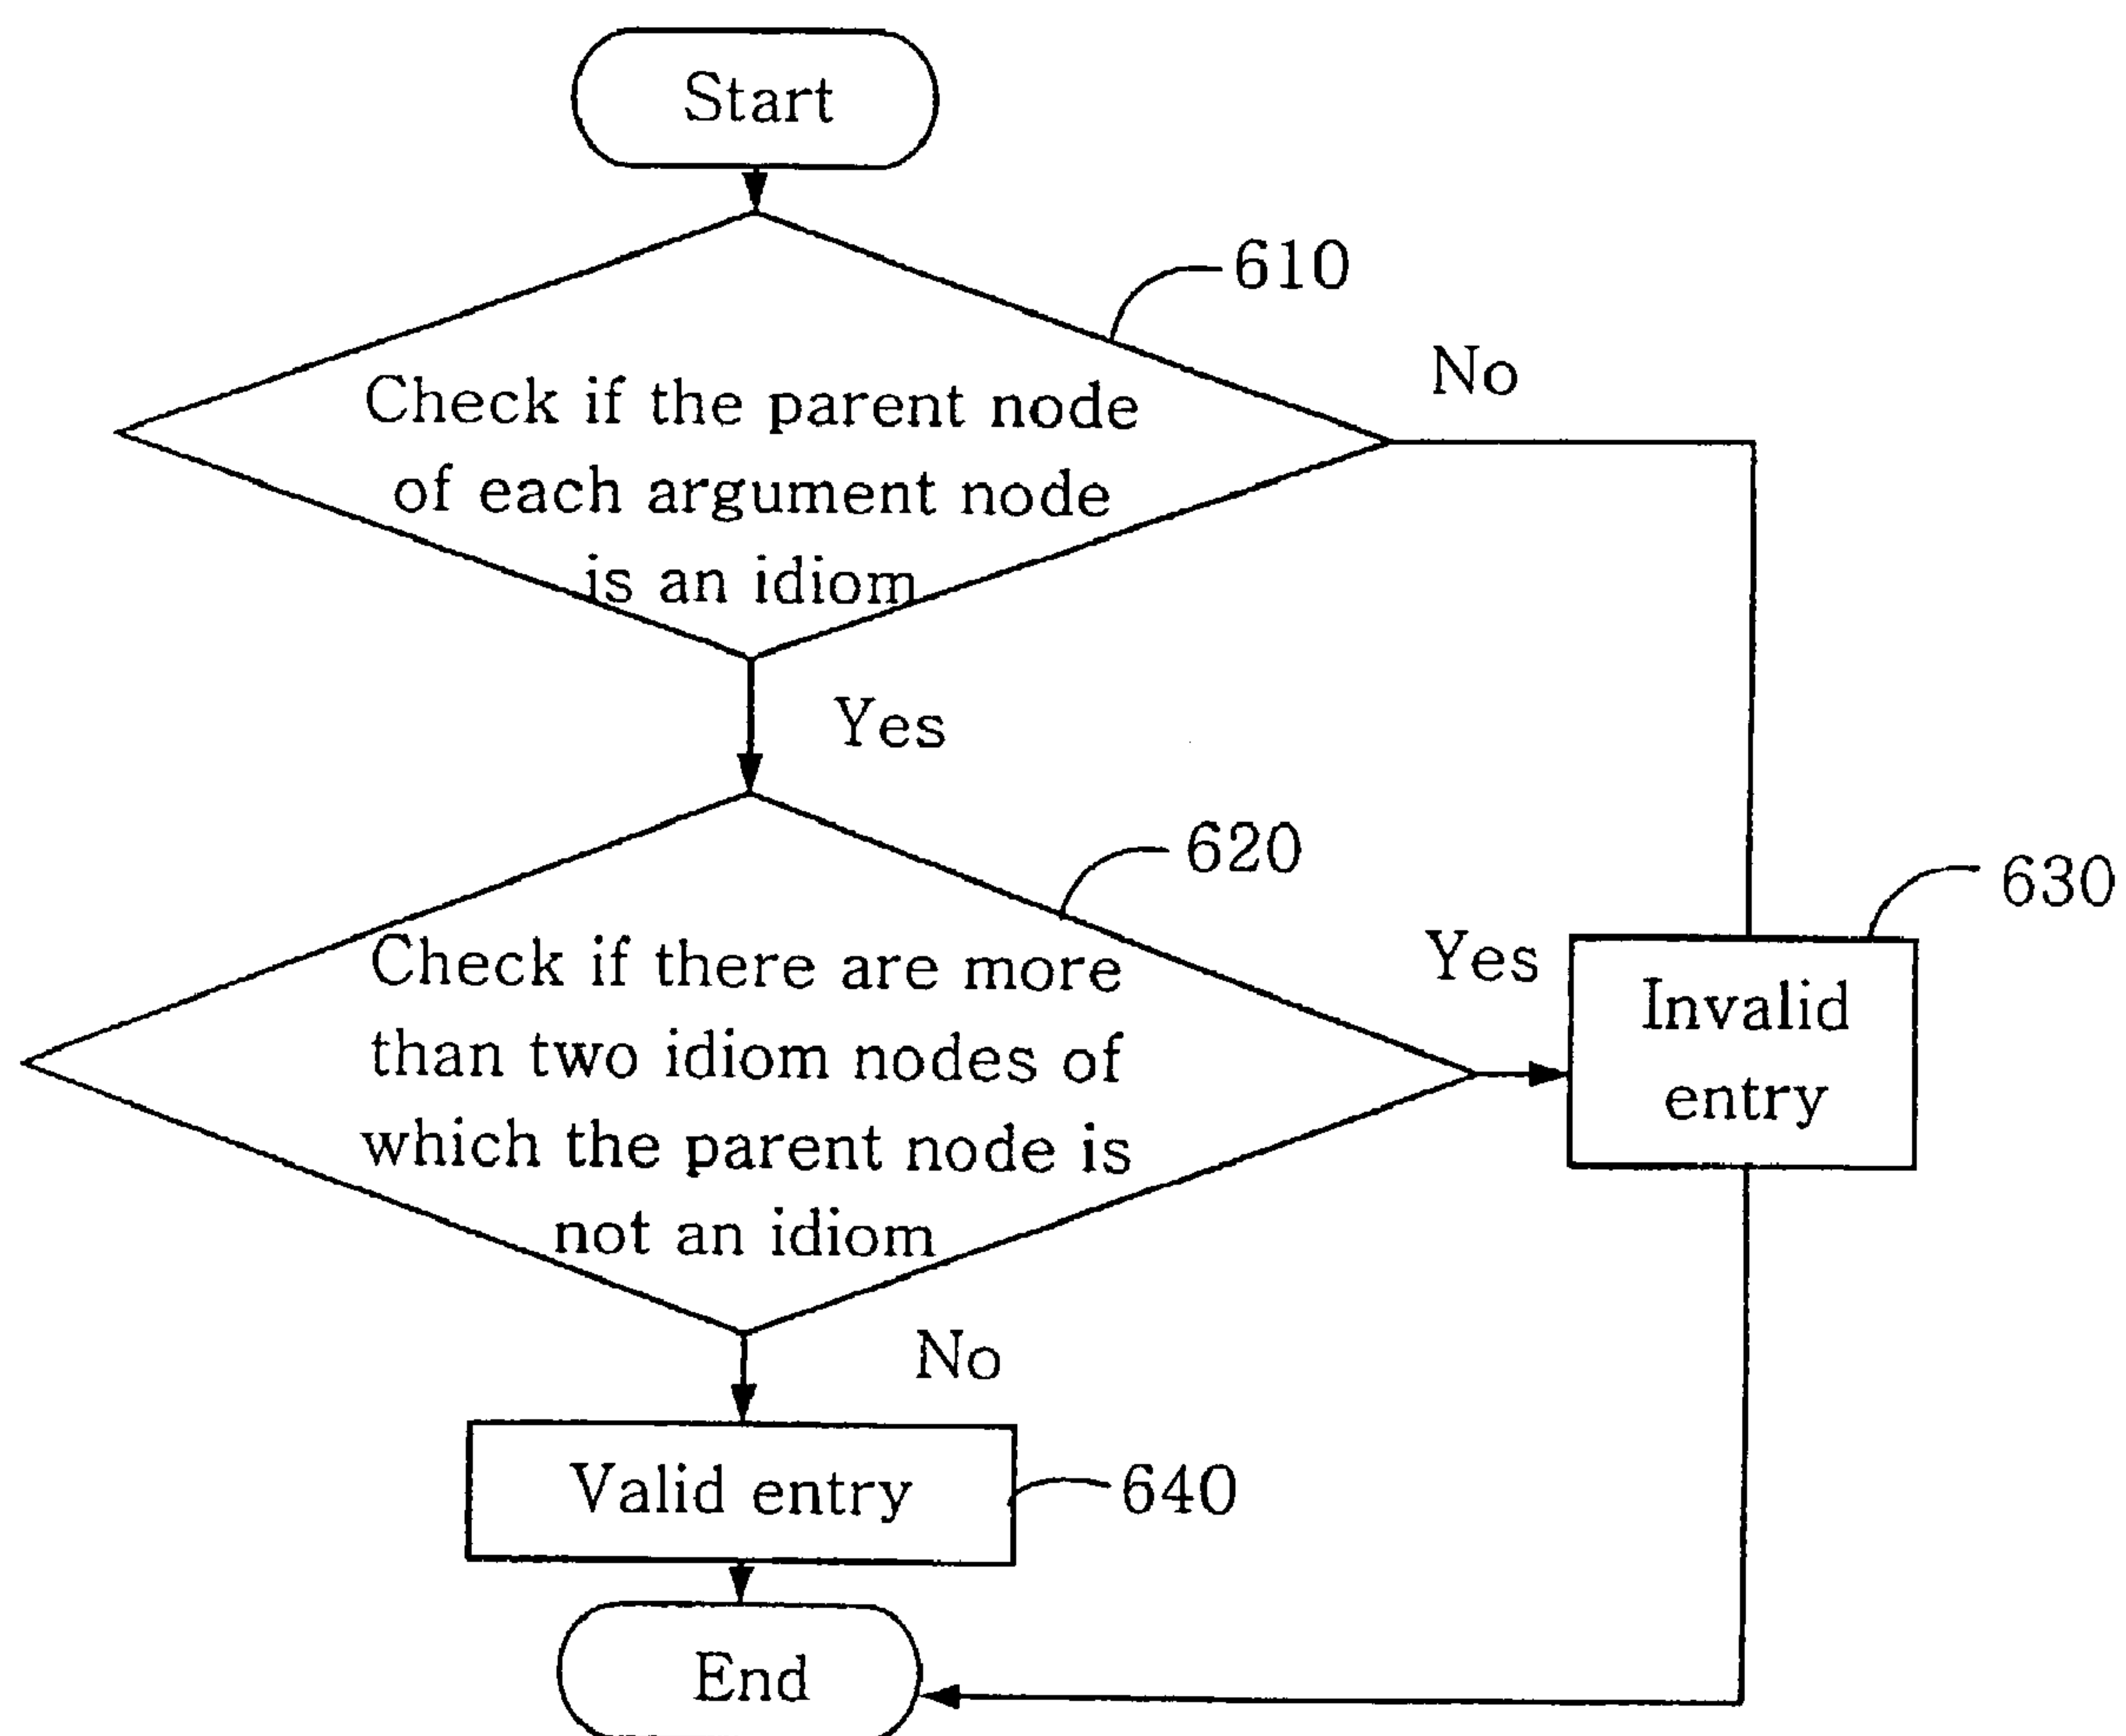 Start
610
No
Check if the parent node
of each argument node
is an idiom
Yes
620
630
Yes
Check if there are more
than two idiom nodes of
which the parent node is
not an idiom
Invalid
entry
No
Valid entry
640
End